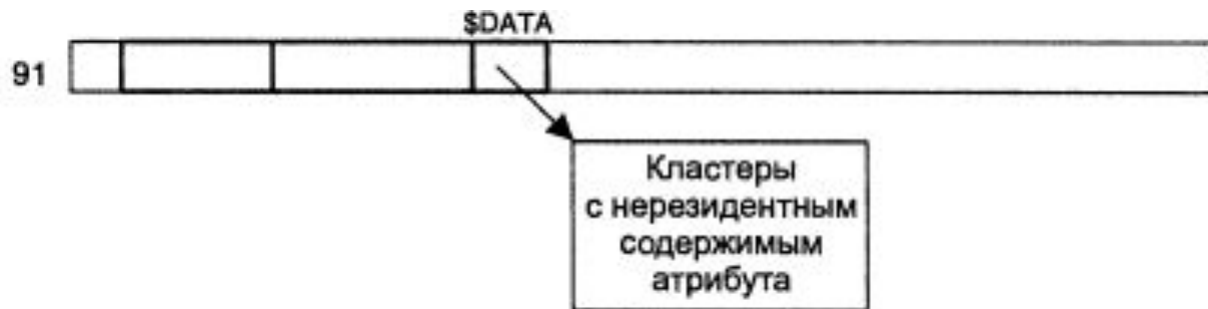 $DATA
91
Кластеры
с нерезидентным
содержимым
атрибута